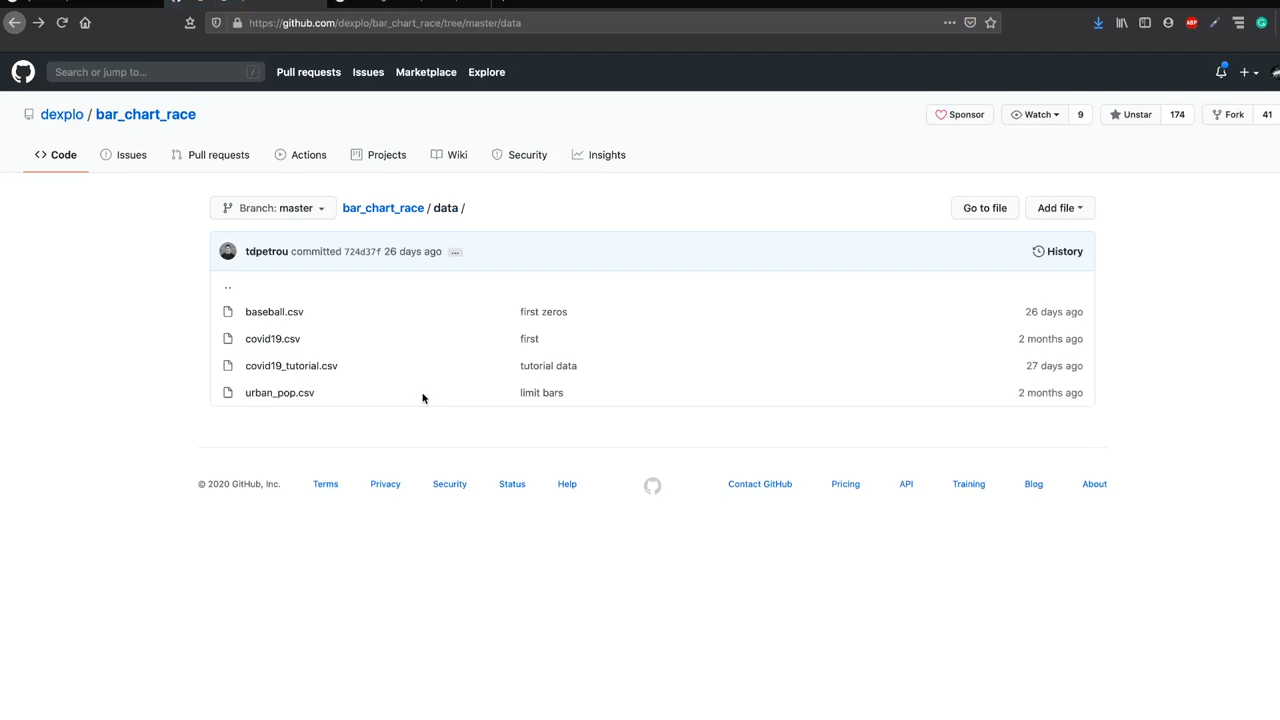 https://github.com/dexplo/bar_chart_race/tree/master/data
ABP
Search or jump to... /
Pull requests Issues Marketplace Explore
dexplo / bar_chart_race
Sponsor Watch 9 Unstar 174 Fork 41
Code Issues Pull requests Actions Projects Wiki Security Insights
Branch: master bar_chart_race / data / Go to file Add file
tdpetrou committed 724d37f 26 days ago ... History
..
baseball.csv first zeros 26 days ago
covid19.csv first 2 months ago
covid19_tutorial.csv tutorial data 27 days ago
urban_pop.csv limit bars 2 months ago
© 2020 GitHub, Inc. Terms Privacy Security Status Help Contact GitHub Pricing API Training Blog About